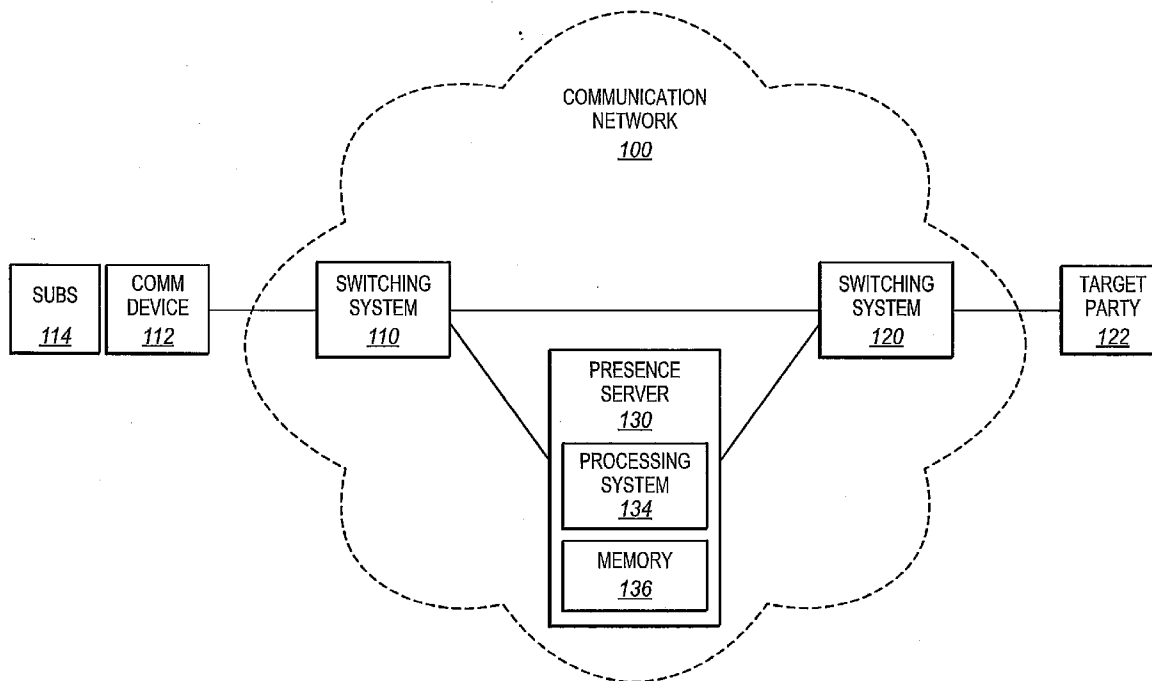 COMMUNICATION
NETWORK
100
SUBS
114
COMM
DEVICE
112
SWITCHING
SYSTEM
110
SWITCHING
SYSTEM
120
TARGET
PARTY
122
PRESENCE
SERVER
130
PROCESSING
SYSTEM
134
MEMORY
136